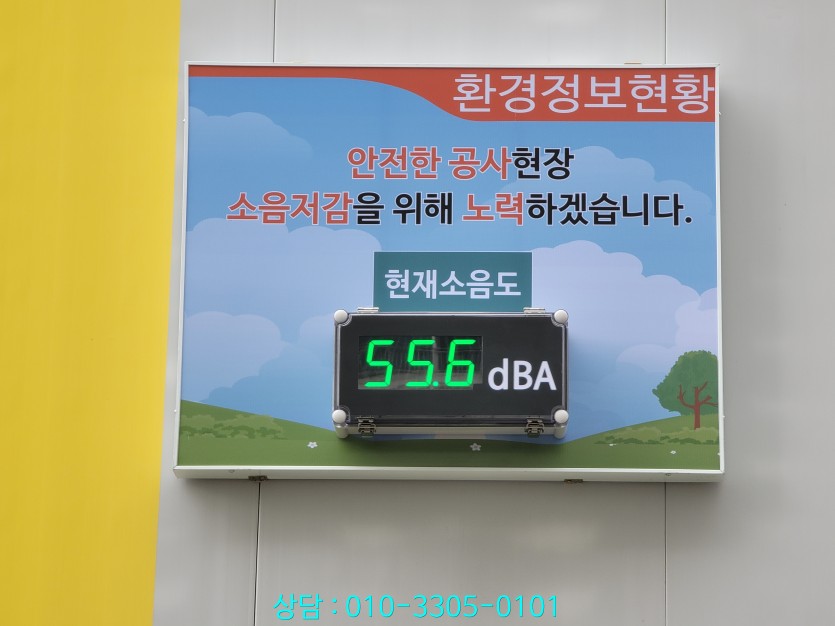 환경정보현황
안전한 공사현장
소음저감을 위해 노력하겠습니다.
현재소음도
55.6 dBA
상담 : 010-3305-0101